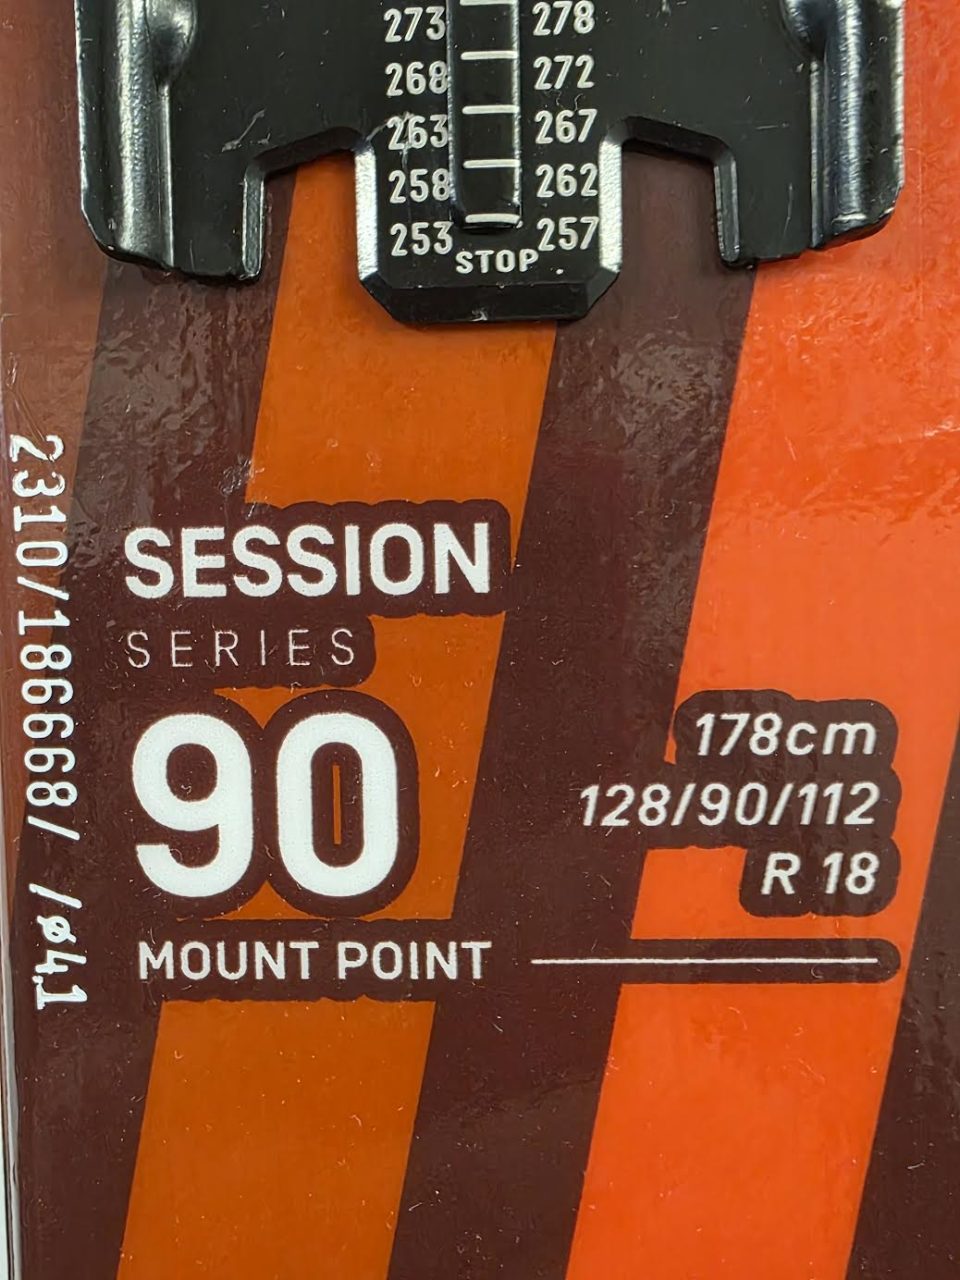 273 278
268 272
263 267
258 262
253 257
STOP
2310/18668/ /ø4.1
SESSION
SERIES
90
178cm
128/90/112
R 18
MOUNT POINT